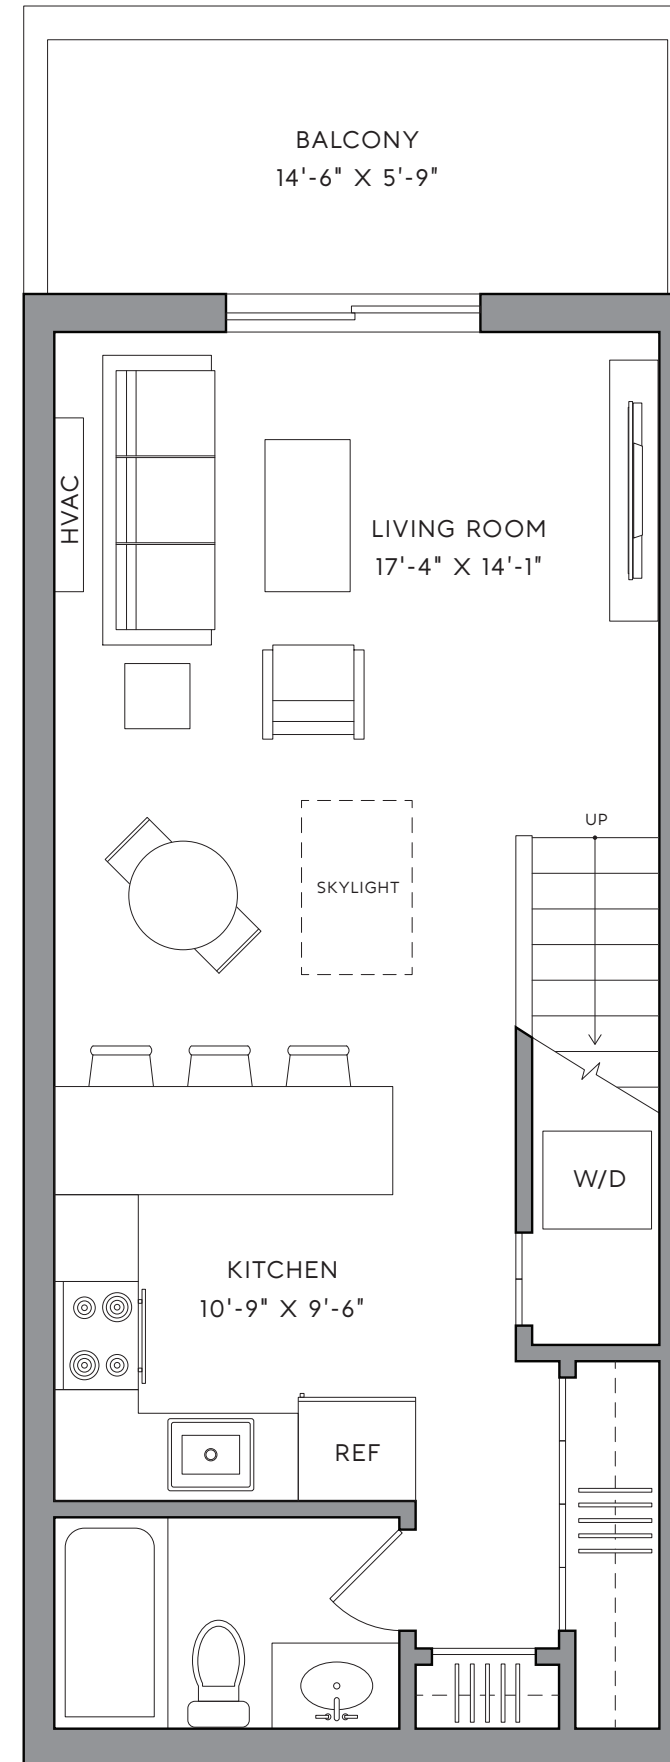 BALCONY
14'-6" X 5'-9"
HVAC
LIVING ROOM
17'-4" X 14'-1"
UP
SKYLIGHT
W/D
KITCHEN
10'-9" X 9'-6"
REF